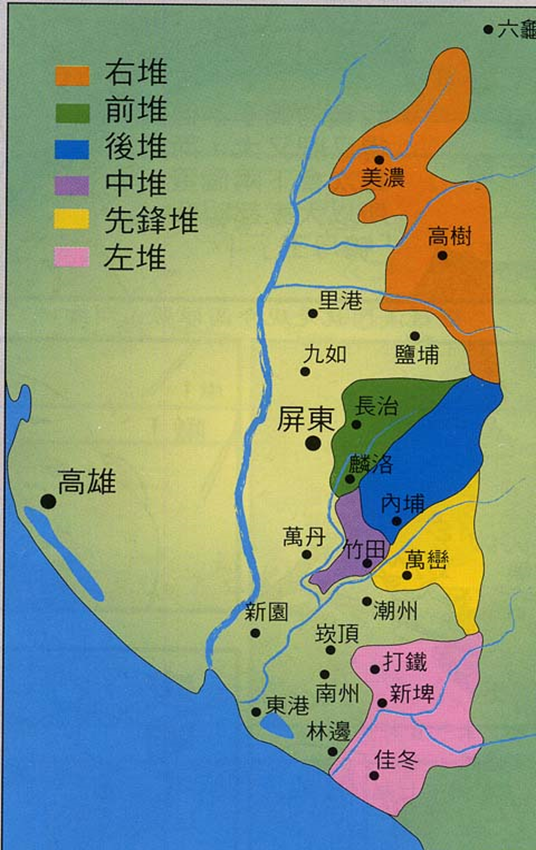 六龜
右堆
前堆
後堆
中堆
先鋒堆
左堆
美濃
高樹
里港
鹽埔
九如
長治
屏東
麟洛
高雄
內埔
萬丹
竹田
萬巒
潮州
新園
崁頂
打鐵
南州
新埤
東港
林邊
佳冬